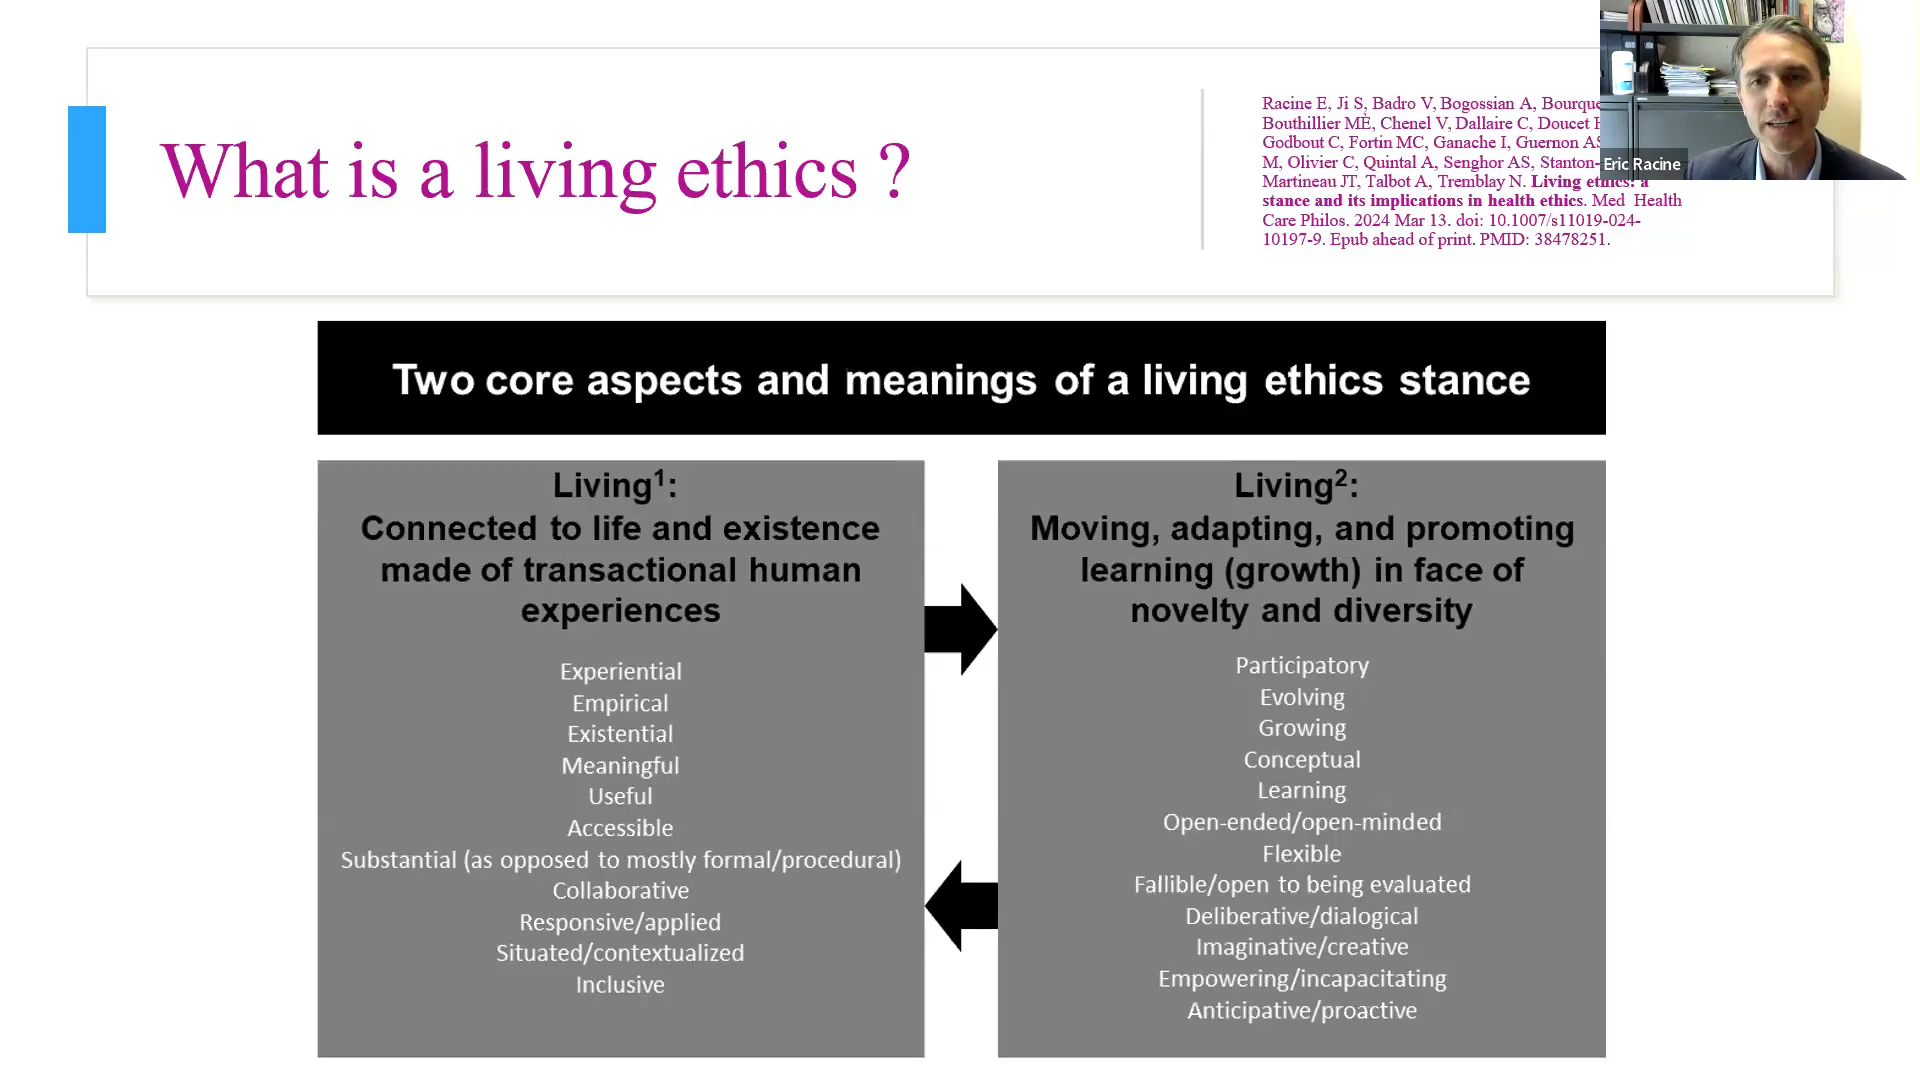 What is a living ethics ?
Racine E, Ji S, Badro V, Bogossian A, Bourque
Bouthillier MÈ, Chenel V, Dallaire C, Doucet
Godbout C, Fortin MC, Ganache I, Guernon
M, Olivier C, Quintal A, Senghor AS, Stanton-
Martineau JT, Talbot A, Tremblay N. Living ethics: a
stance and its implications in health ethics. Med Health
Care Philos. 2024 Mar 13. doi: 10.1007/s11019-024-
10197-9. Epub ahead of print. PMID: 38478251.
Eric Racine
Two core aspects and meanings of a living ethics stance
Living¹:
Connected to life and existence
made of transactional human
experiences
Experiential
Empirical
Existential
Meaningful
Useful
Accessible
Substantial (as opposed to mostly formal/procedural)
Collaborative
Responsive/applied
Situated/contextualized
Inclusive
Living²:
Moving, adapting, and promoting
learning (growth) in face of
novelty and diversity
Participatory
Evolving
Growing
Conceptual
Learning
Open-ended/open-minded
Flexible
Fallible/open to being evaluated
Deliberative/dialogical
Imaginative/creative
Empowering/incapacitating
Anticipative/proactive